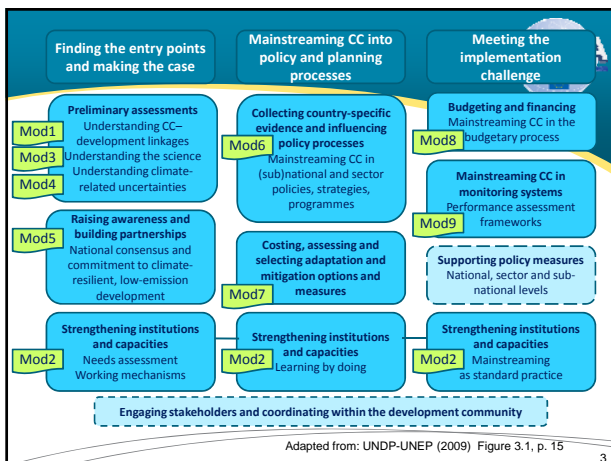 Finding the entry points
and making the case
Mainstreaming CC into
policy and planning
processes
Meeting the
implementation
challenge
Preliminary assessments
Mod1
Understanding CC–
development linkages
Mod3
Understanding the science
Mod4
Understanding climate-
related uncertainties
Raising awareness and
building partnerships
Mod5
National consensus and
commitment to climate-
resilient, low-emission
development
Strengthening institutions
and capacities
Mod2
Needs assessment
Working mechanisms
Collecting country-specific
evidence and influencing
policy processes
Mod6
Mainstreaming CC in
(sub)national and sector
policies, strategies,
programmes
Costing, assessing and
selecting adaptation and
mitigation options and
measures
Mod7
Strengthening institutions
and capacities
Mod2
Learning by doing
Budgeting and financing
Mod8
Mainstreaming CC in the
budgetary process
Mainstreaming CC in
monitoring systems
Mod9
Performance assessment
frameworks
Supporting policy measures
National, sector and sub-
national levels
Strengthening institutions
and capacities
Mod2
Mainstreaming
as standard practice
Engaging stakeholders and coordinating within the development community
Adapted from: UNDP-UNEP (2009) Figure 3.1, p. 15
3